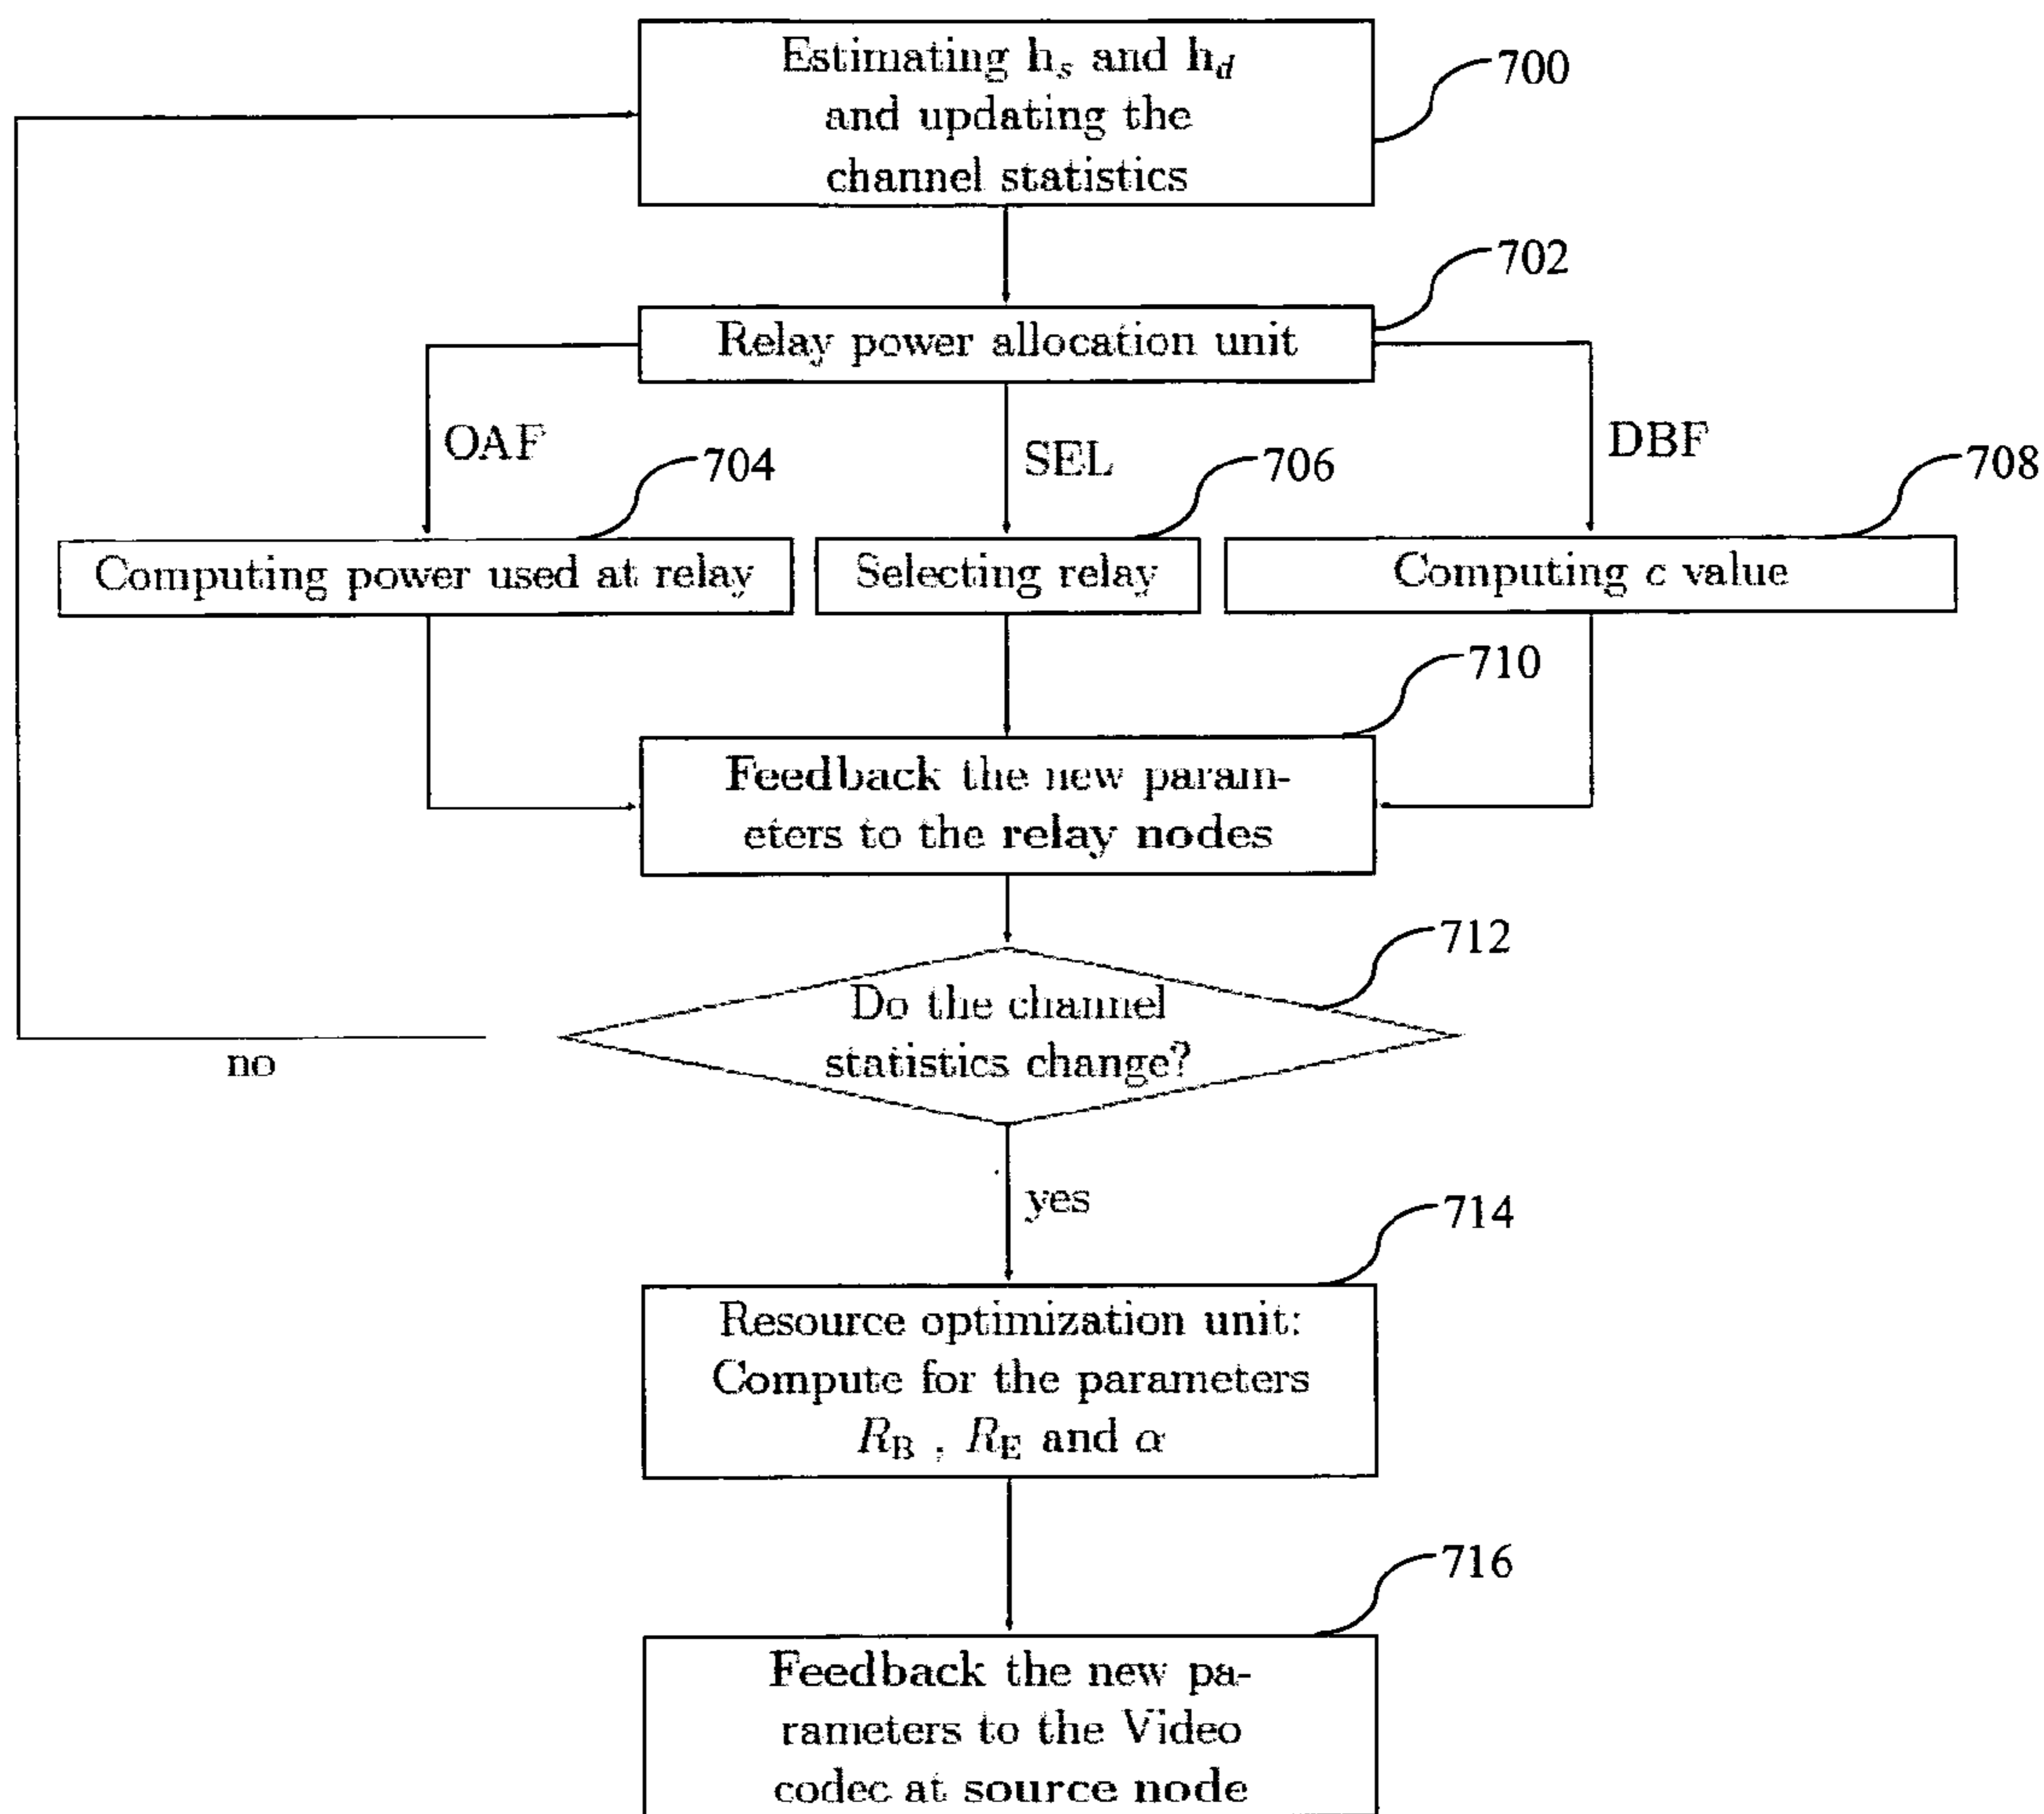 Estimating h_s and h_d
and updating the
channel statistics
700
702
Relay power allocation unit
OAF
SEL
DBF
704
706
708
Computing power used at relay
Selecting relay
Computing c value
710
Feedback the new param-
eters to the relay nodes
712
Do the channel
statistics change?
no
yes
714
Resource optimization unit:
Compute for the parameters
R_B , R_E and α
716
Feedback the new pa-
rameters to the Video
codec at source node